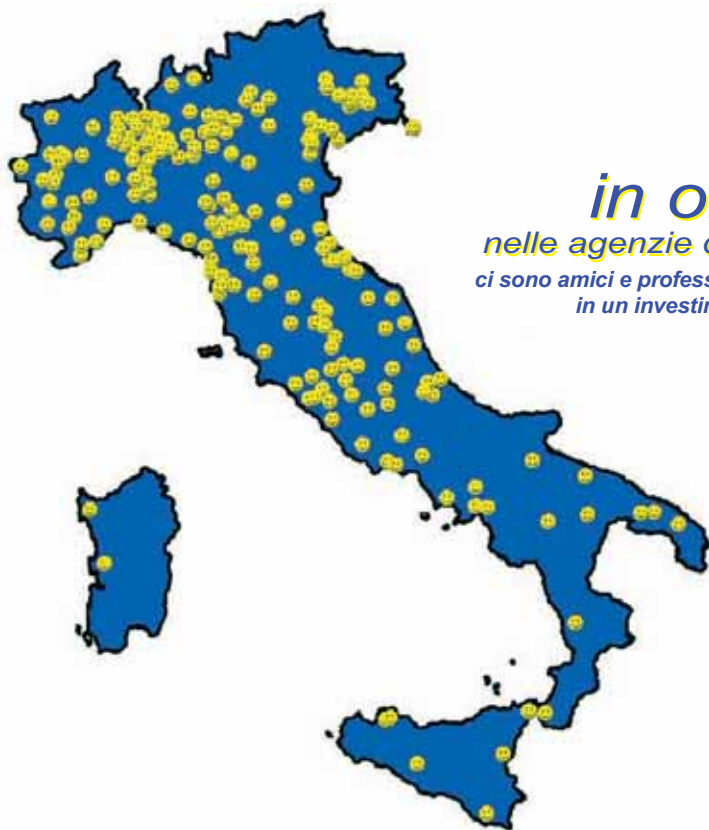 in o
nelle agenzie
ci sono amici e profess
in un investi